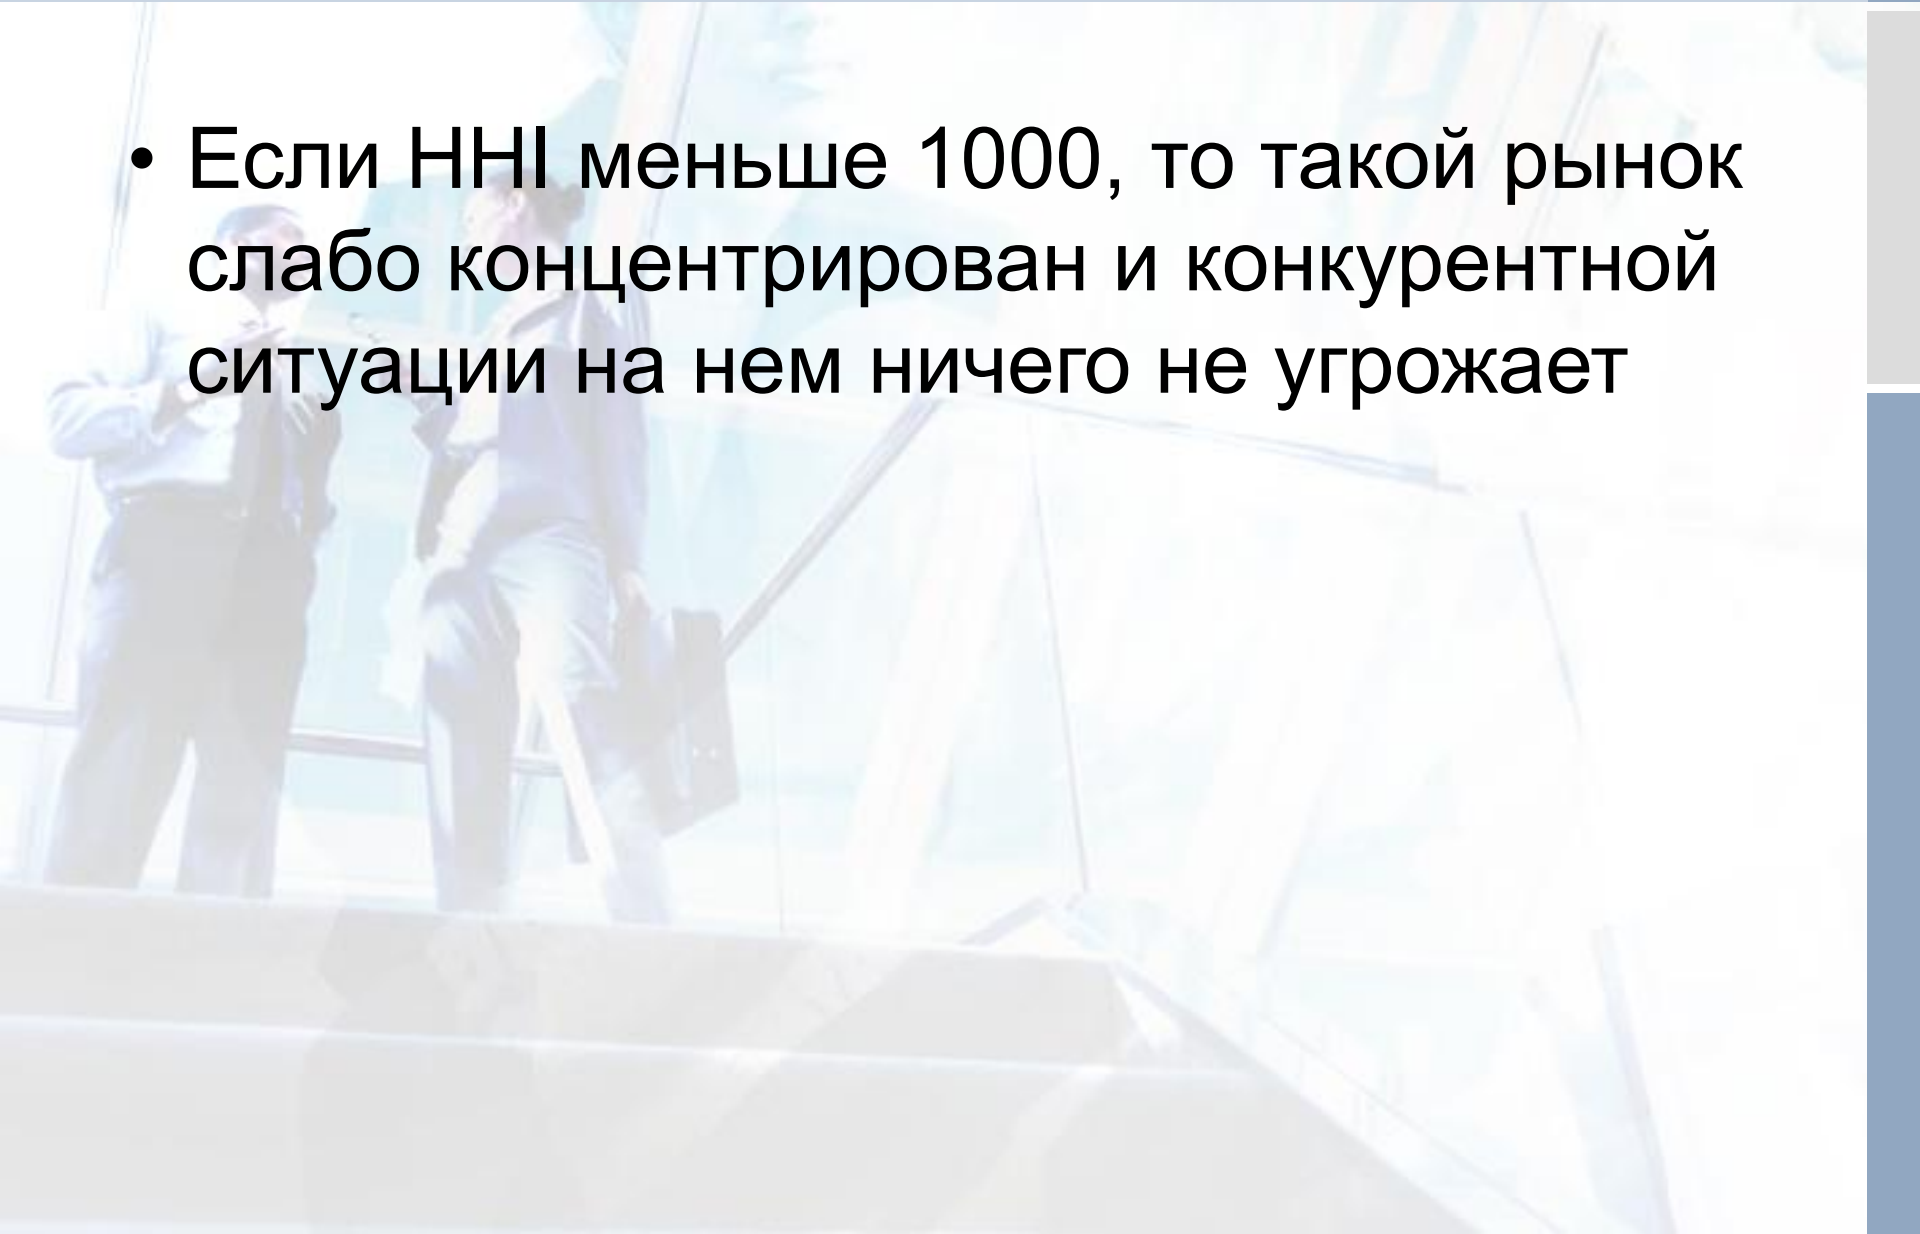 • Если HHI меньше 1000, то такой рынок
слабо концентрирован и конкурентной
ситуации на нем ничего не угрожает